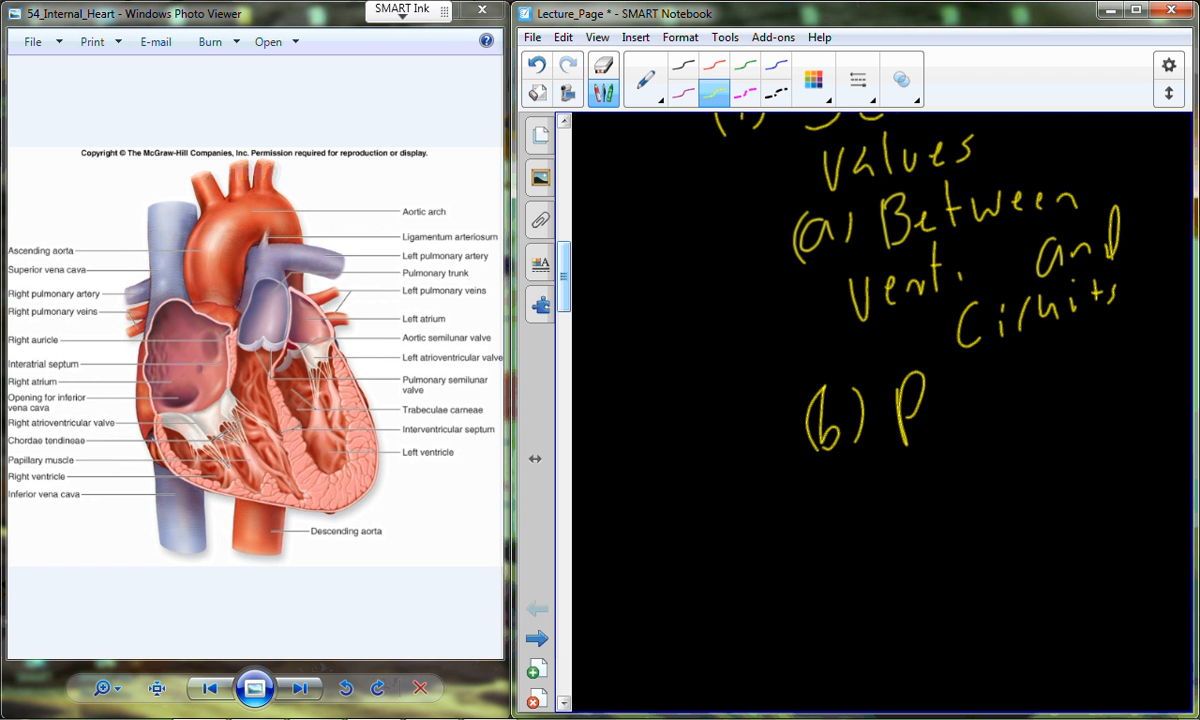 54_Internal_Heart - Windows Photo Viewer
SMART Ink
File Print E-mail Burn Open
Copyright © The McGraw-Hill Companies, Inc. Permission required for reproduction or display.
Ascending aorta
Superior vena cava
Right pulmonary artery
Right pulmonary veins
Right auricle
Interatrial septum
Right atrium
Opening for inferior
vena cava
Right atrioventricular valve
Chordae tendineae
Papillary muscle
Right ventricle
Inferior vena cava
Aortic arch
Ligamentum arteriosum
Left pulmonary artery
Pulmonary trunk
Left pulmonary veins
Left atrium
Aortic semilunar valve
Left atrioventricular valve
Pulmonary semilunar
valve
Trabeculae carneae
Interventricular septum
Left ventricle
Descending aorta
Lecture_Page * - SMART Notebook
File Edit View Insert Format Tools Add-ons Help
Valves
(a) Between
vent. and
Circuits
(b) P